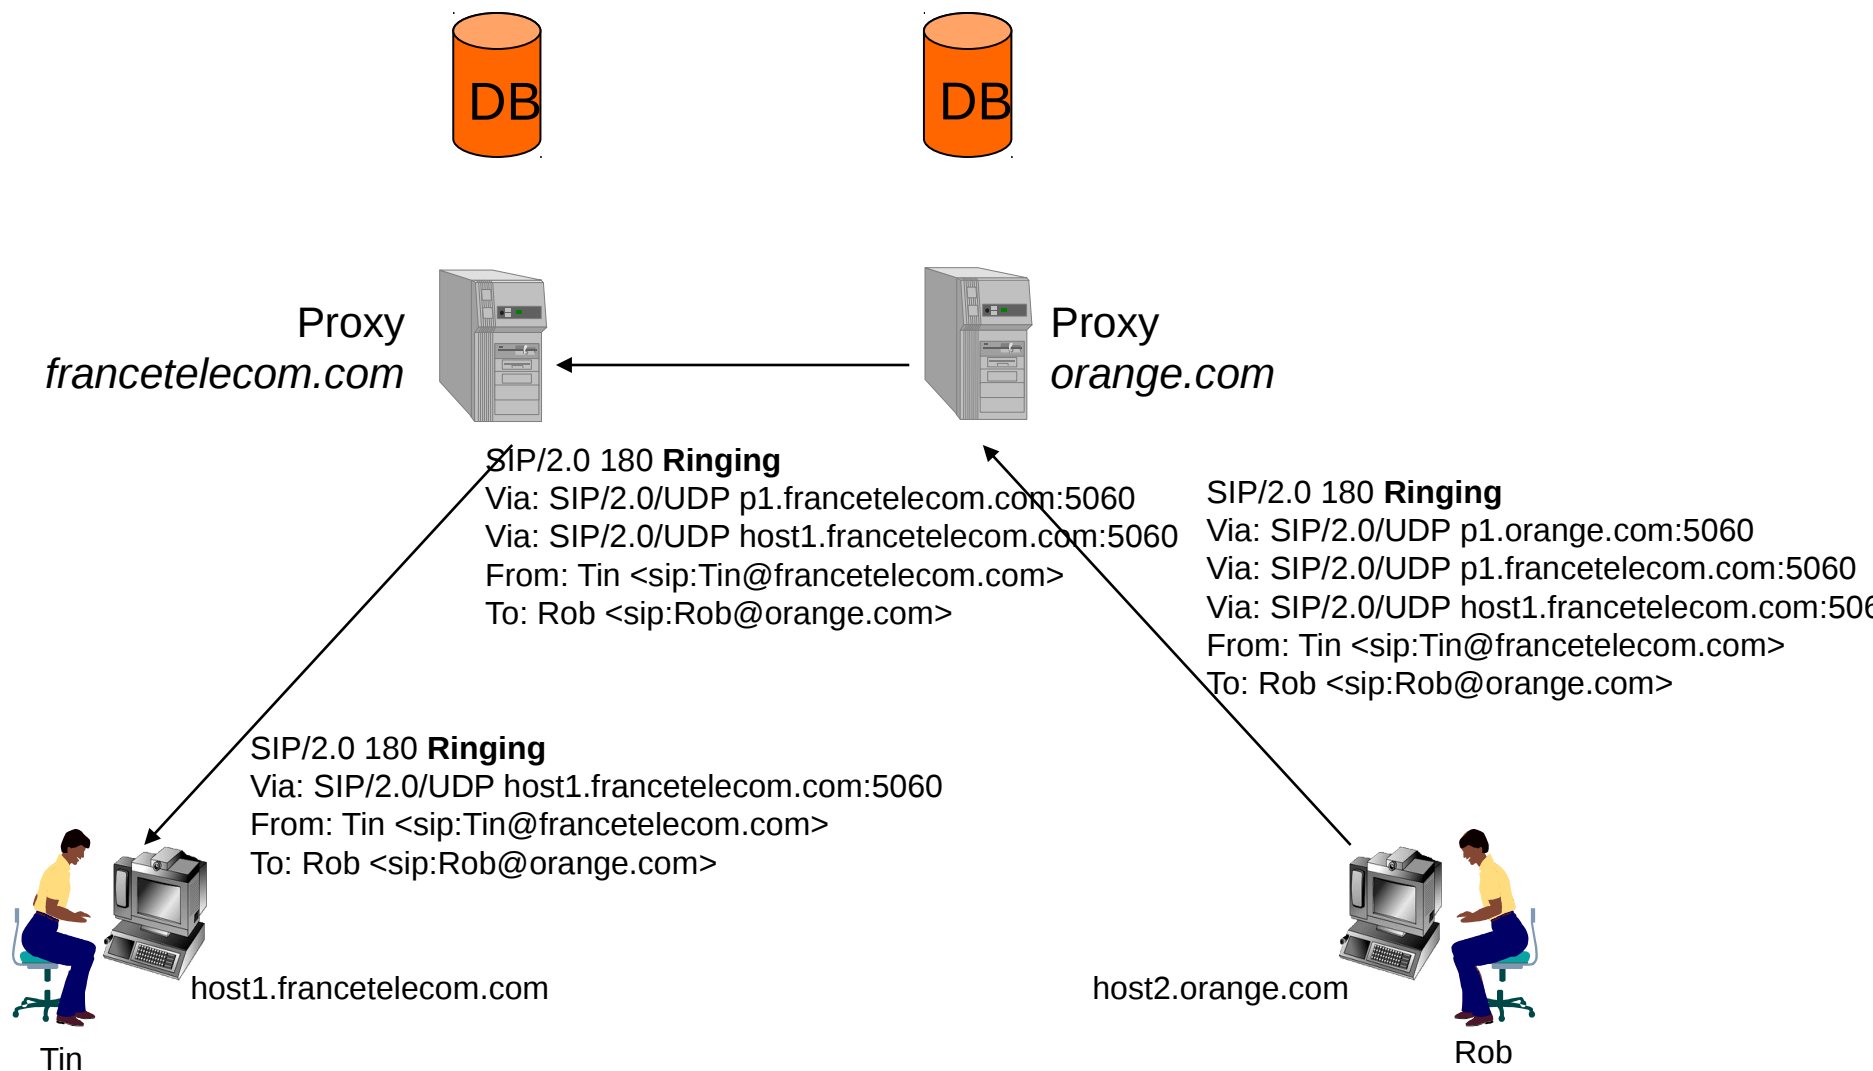 DB
DB
Proxy
francetelecom.com
Proxy
orange.com
SIP/2.0 180 Ringing
Via: SIP/2.0/UDP p1.francetelecom.com:5060
Via: SIP/2.0/UDP host1.francetelecom.com:5060
From: Tin <sip:Tin@francetelecom.com>
To: Rob <sip:Rob@orange.com>
SIP/2.0 180 Ringing
Via: SIP/2.0/UDP p1.orange.com:5060
Via: SIP/2.0/UDP p1.francetelecom.com:5060
Via: SIP/2.0/UDP host1.francetelecom.com:506
From: Tin <sip:Tin@francetelecom.com>
To: Rob <sip:Rob@orange.com>
SIP/2.0 180 Ringing
Via: SIP/2.0/UDP host1.francetelecom.com:5060
From: Tin <sip:Tin@francetelecom.com>
To: Rob <sip:Rob@orange.com>
host1.francetelecom.com
host2.orange.com
Tin
Rob